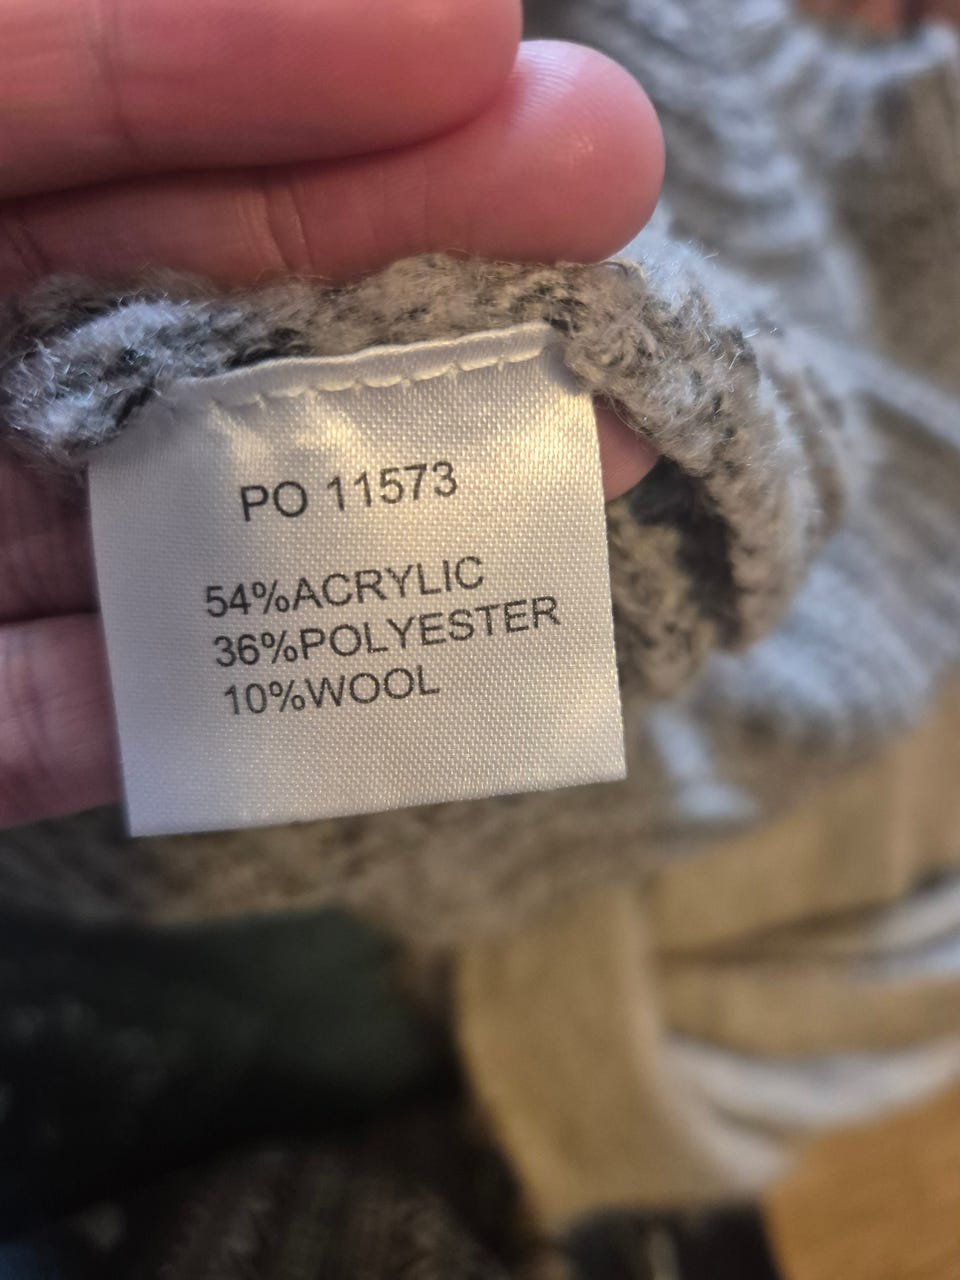 PO 11573
54%ACRYLIC
36%POLYESTER
10%WOOL